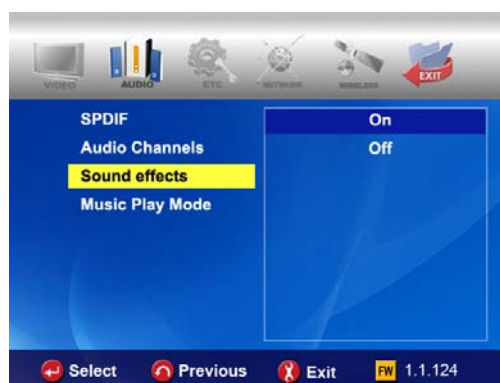 VIDEO AUDIO ETC NETWORK WIRELESS EXIT
SPDIF On
Audio Channels Off
Sound effects
Music Play Mode
Select Previous Exit FW 1.1.124